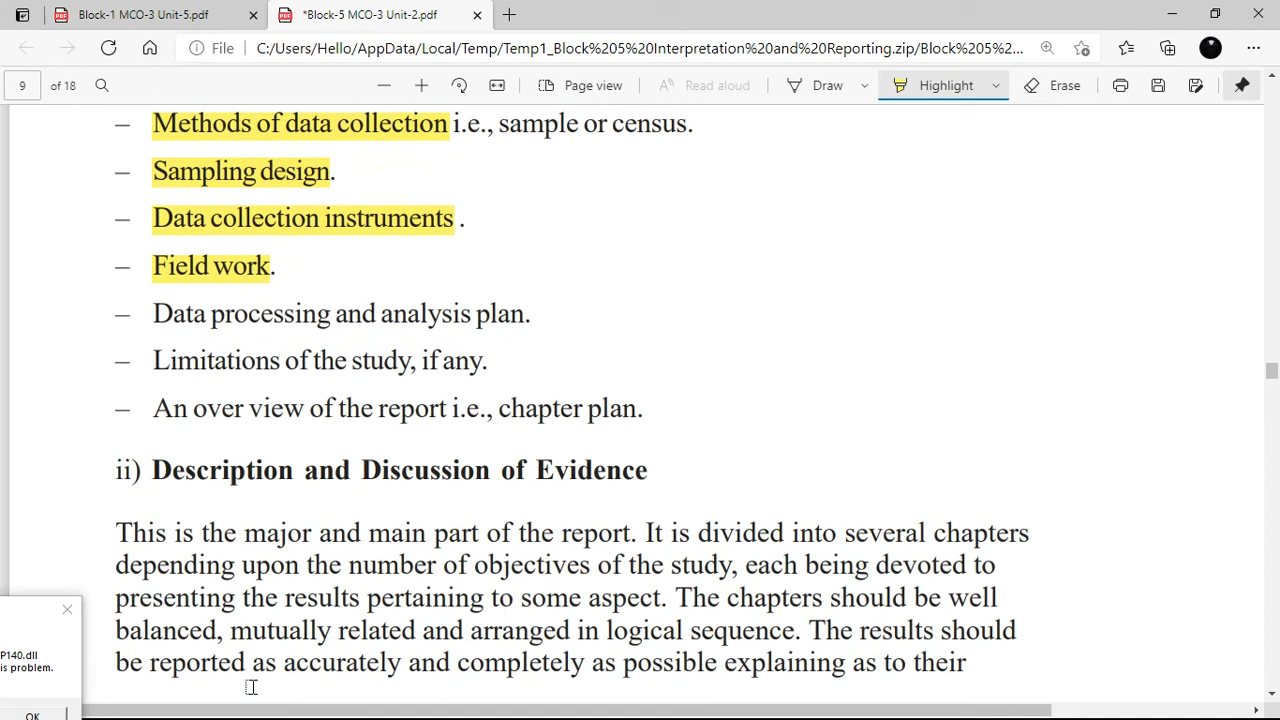 Block-1 MCO-3 Unit-5.pdf
*Block-5 MCO-3 Unit-2.pdf
File
C:/Users/Hello/AppData/Local/Temp/Temp1_Block%205%20Interpretation%20and%20Reporting.zip/Block%205%2...
9 of 18
Page view
Read aloud
Draw
Highlight
Erase
– Methods of data collection i.e., sample or census.
– Sampling design.
– Data collection instruments .
– Field work.
– Data processing and analysis plan.
– Limitations of the study, if any.
– An over view of the report i.e., chapter plan.
ii) Description and Discussion of Evidence
This is the major and main part of the report. It is divided into several chapters
depending upon the number of objectives of the study, each being devoted to
presenting the results pertaining to some aspect. The chapters should be well
balanced, mutually related and arranged in logical sequence. The results should
be reported as accurately and completely as possible explaining as to their
P140.dll
is problem.
OK